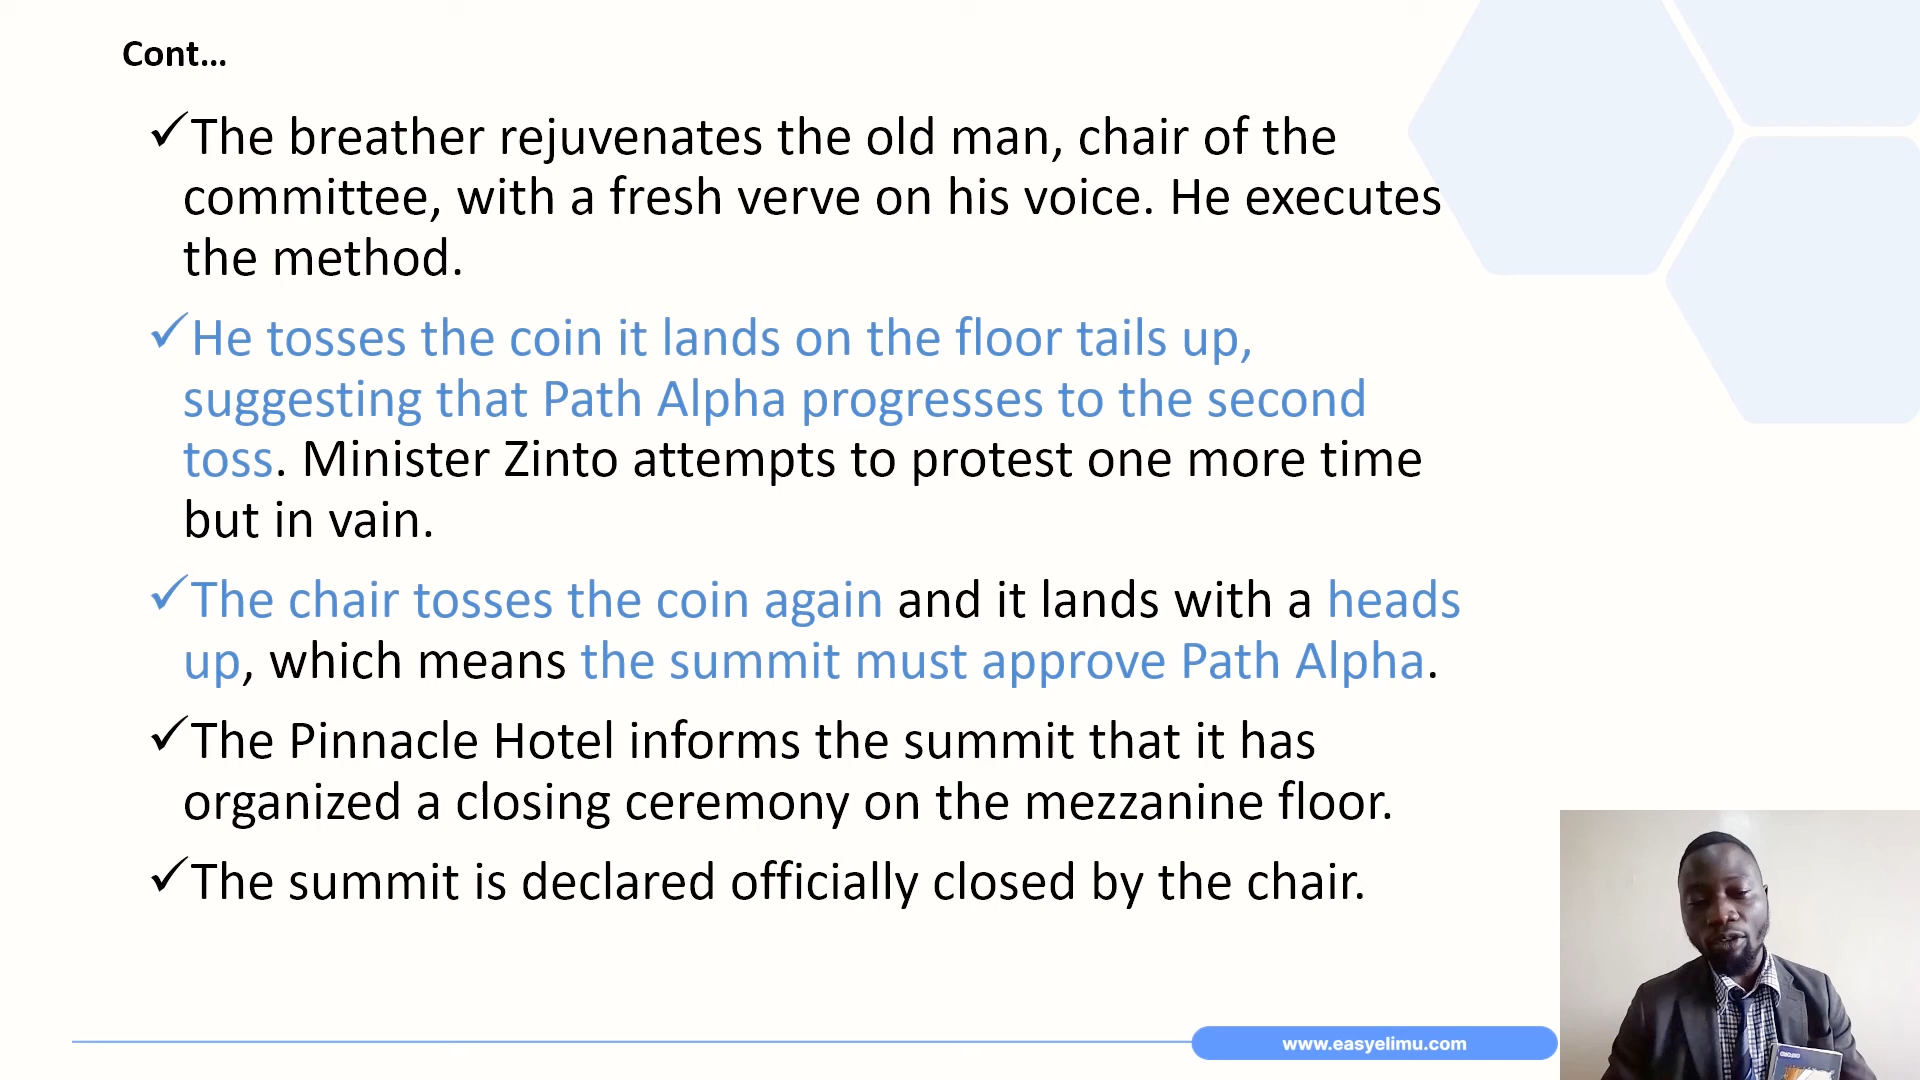 Cont...
✓The breather rejuvenates the old man, chair of the
committee, with a fresh verve on his voice. He executes
the method.
✓He tosses the coin it lands on the floor tails up,
suggesting that Path Alpha progresses to the second
toss. Minister Zinto attempts to protest one more time
but in vain.
✓The chair tosses the coin again and it lands with a heads
up, which means the summit must approve Path Alpha.
✓The Pinnacle Hotel informs the summit that it has
organized a closing ceremony on the mezzanine floor.
✓The summit is declared officially closed by the chair.
www.easyelimu.com